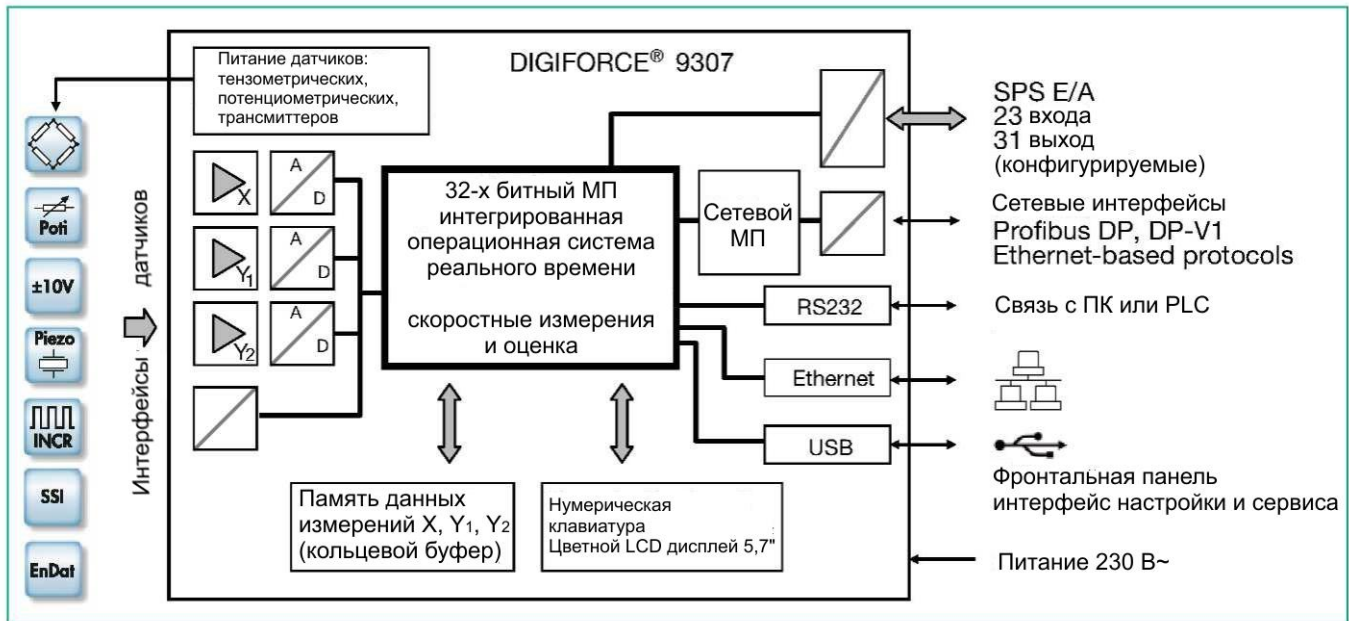 DIGIFORCE® 9307
Питание датчиков:
тензометрических,
потенциометрических,
трансмиттеров
Poti
±10V
Piezo
INCR
SSI
EnDat
Интерфейсы датчиков
X
A
D
Y1
A
D
Y2
A
D
32-х битный МП
интегрированная
операционная система
реального времени
скоростные измерения
и оценка
Сетевой
МП
RS232
Ethernet
USB
Память данных
измерений X, Y1, Y2
(кольцевой буфер)
Нумерическая
клавиатура
Цветной LCD дисплей 5,7"
SPS E/A
23 входа
31 выход
(конфигурируемые)
Сетевые интерфейсы
Profibus DP, DP-V1
Ethernet-based protocols
Связь с ПК или PLC
Фронтальная панель
интерфейс настройки и сервиса
Питание 230 В~